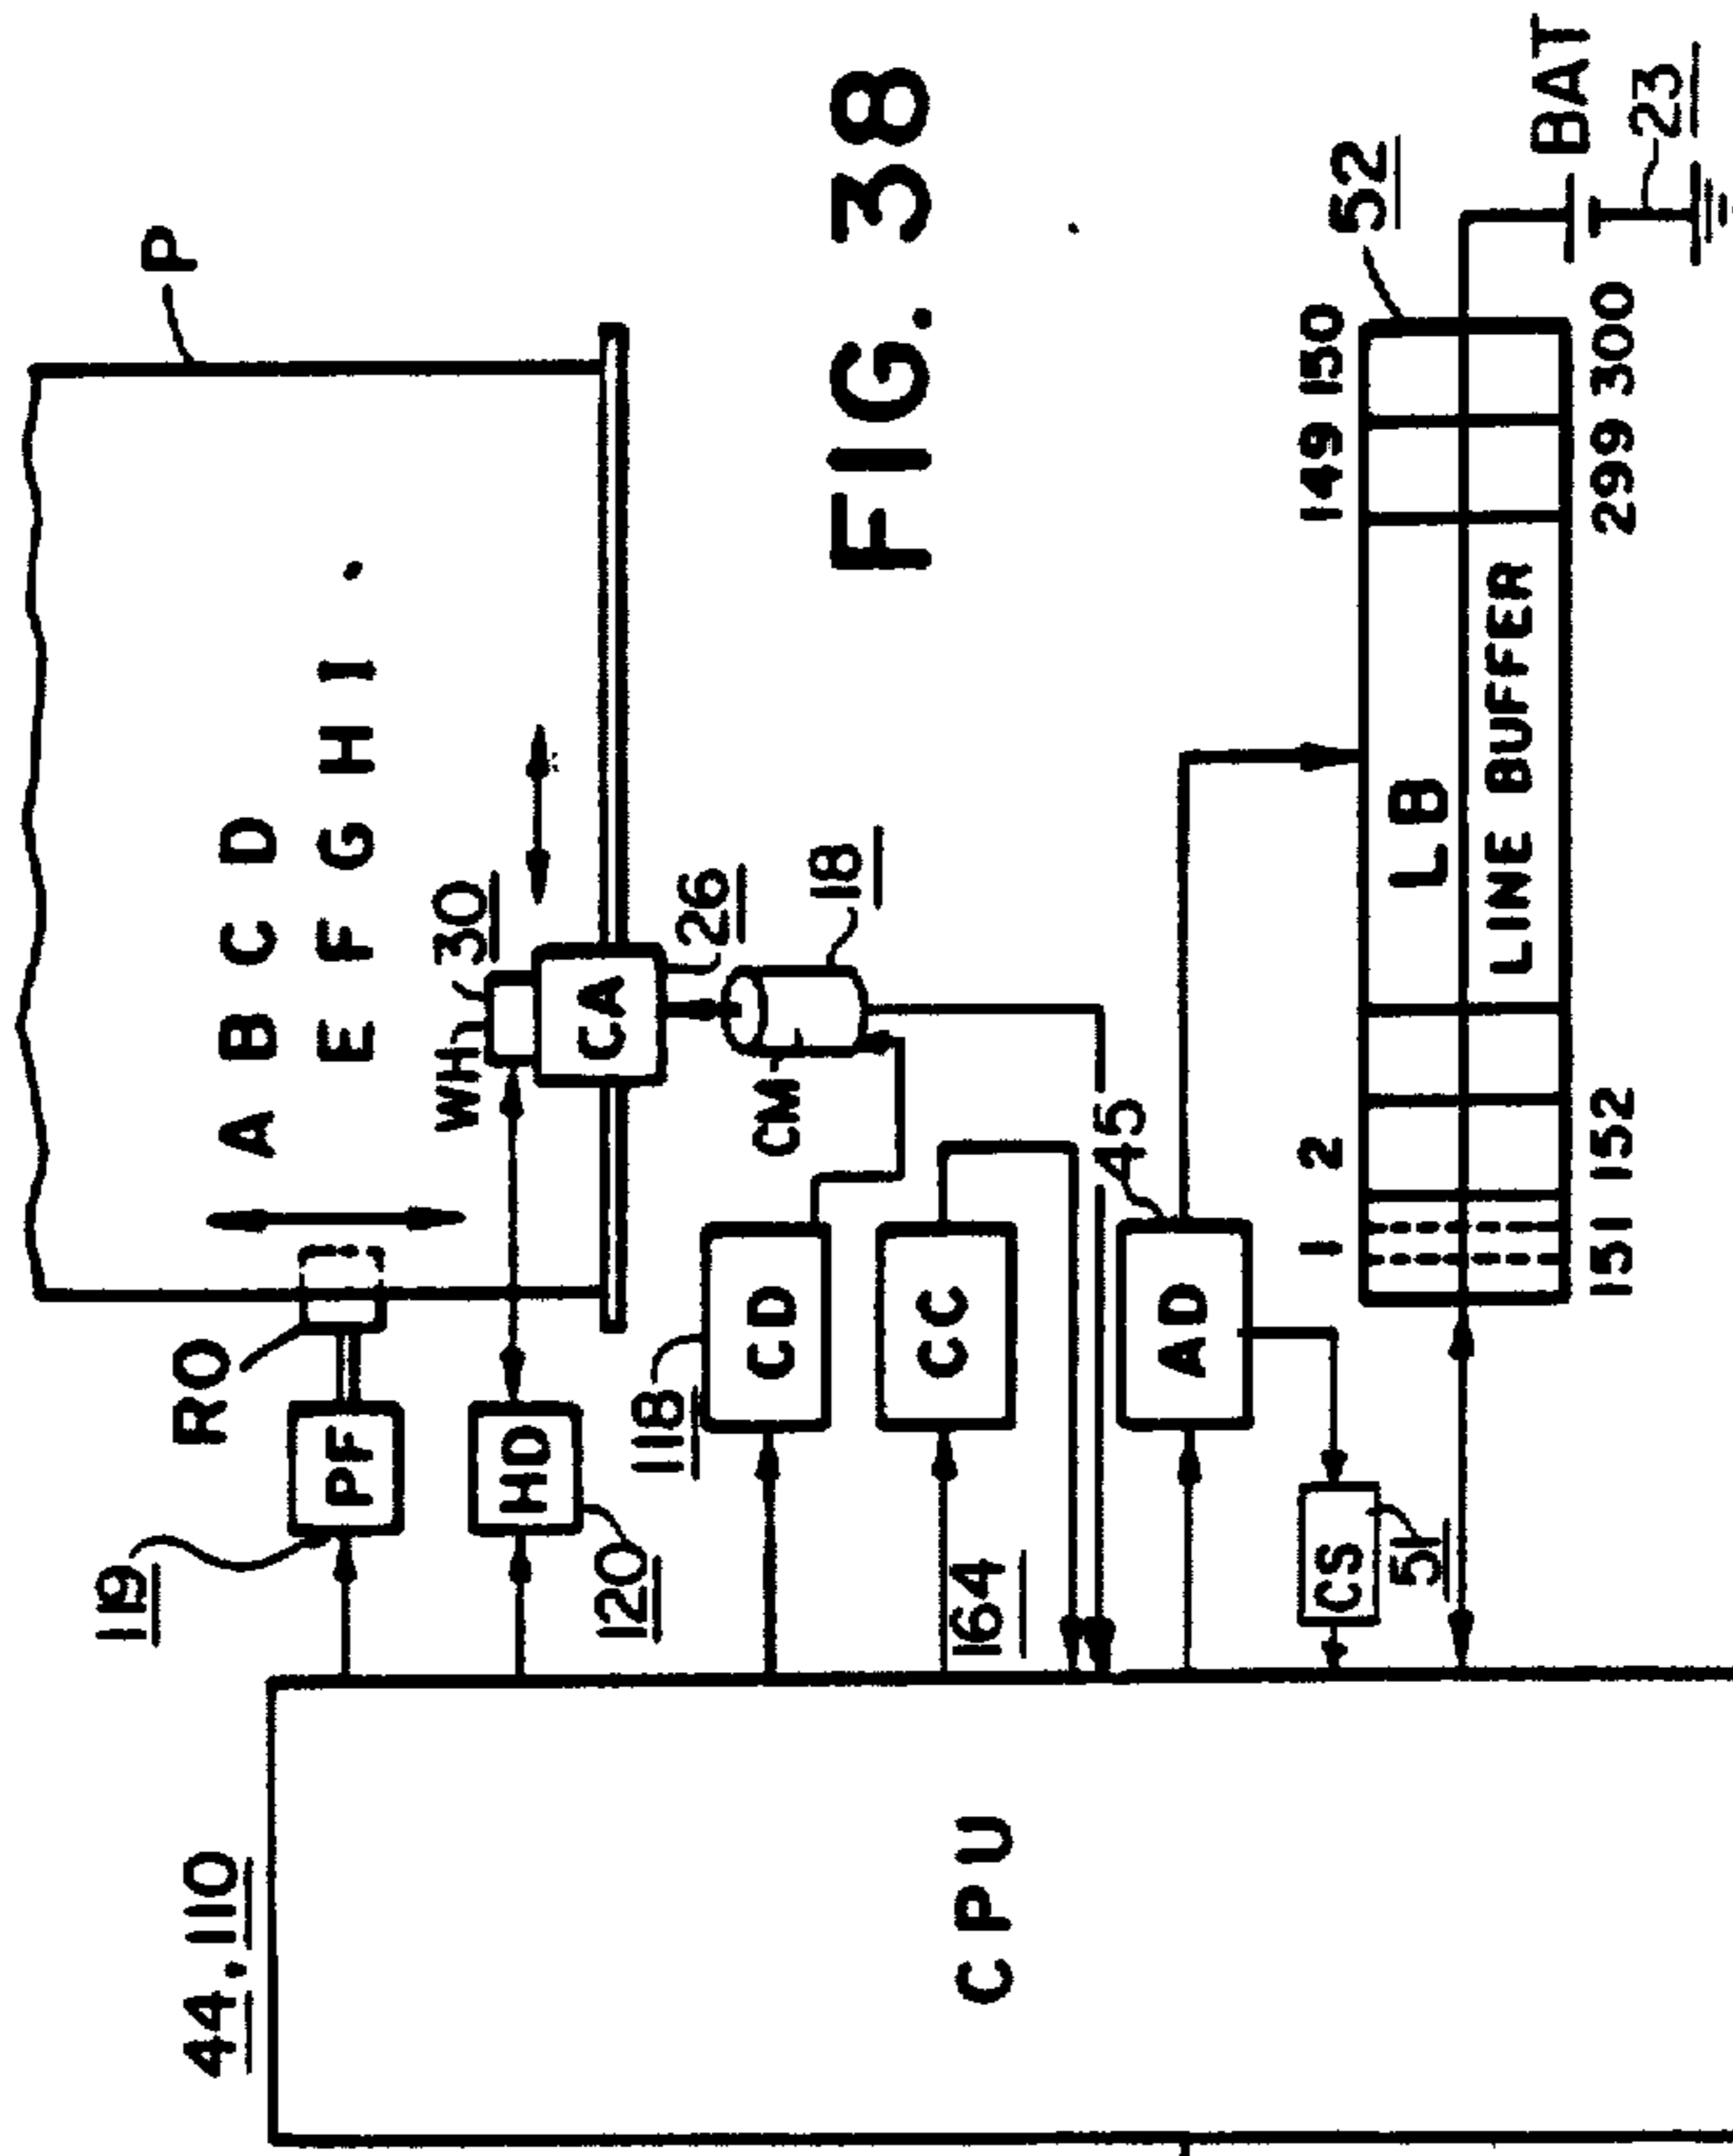 44.110
CPU
119
PF
RO
P
A B C D
E F G H I .
HD
120
WH
30
CA
26
118
CD
CM
18
FIG. 38
164
CC
45
AD
CS
51
1 2 149 150
52
LB
LINE BUFFER
151 152 299 300
BAT
23